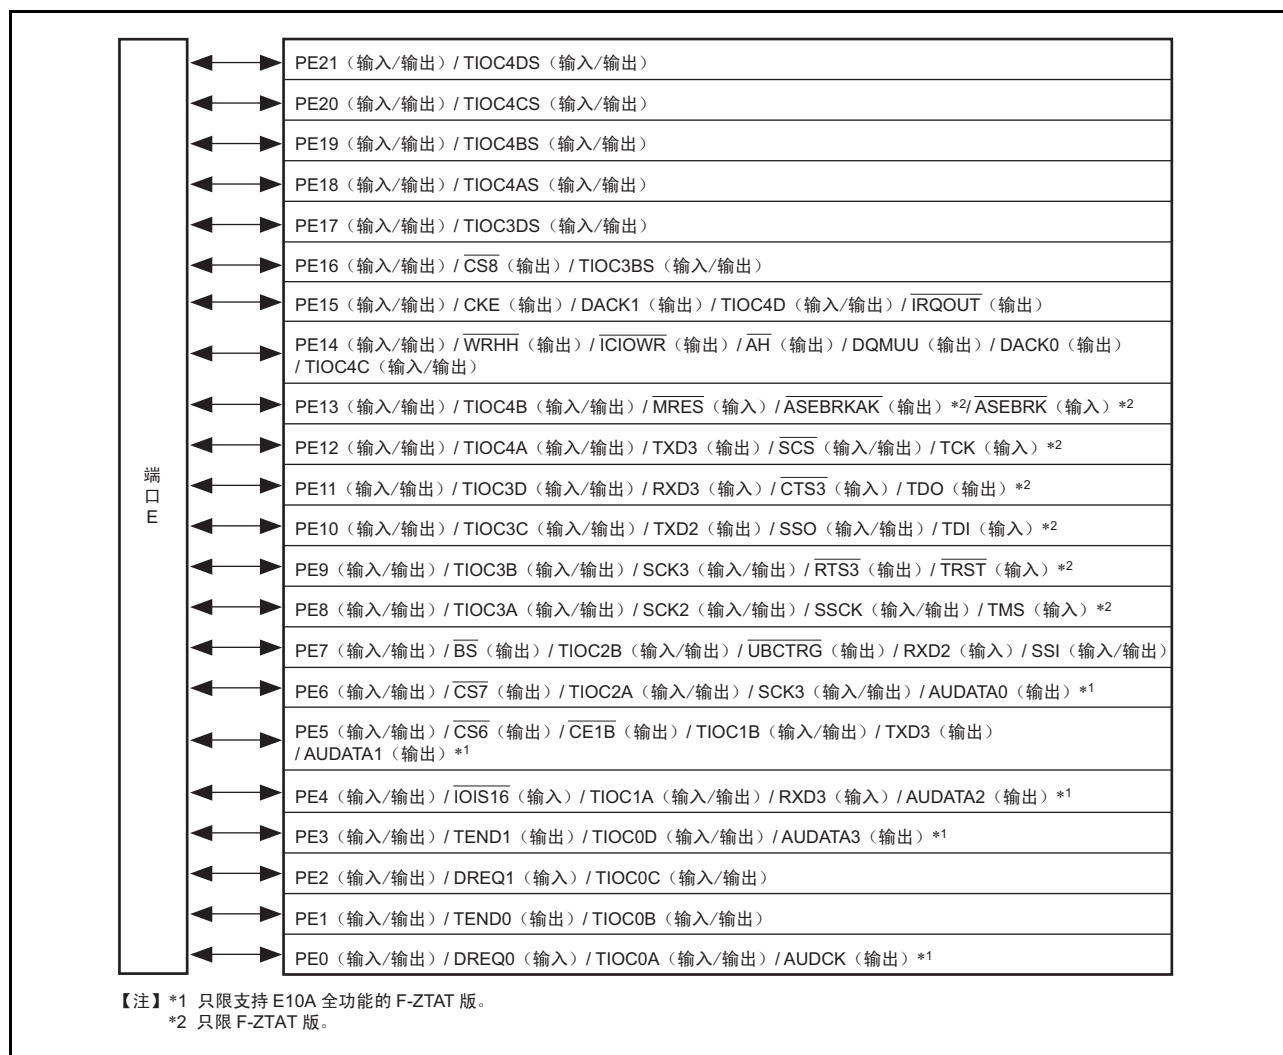 PE21（输入/输出）/ TIOC4DS（输入/输出）
PE20（输入/输出）/ TIOC4CS（输入/输出）
PE19（输入/输出）/ TIOC4BS（输入/输出）
PE18（输入/输出）/ TIOC4AS（输入/输出）
PE17（输入/输出）/ TIOC3DS（输入/输出）
PE16（输入/输出）/ C̅S̅8̅（输出）/ TIOC3BS（输入/输出）
PE15（输入/输出）/ CKE（输出）/ DACK1（输出）/ TIOC4D（输入/输出）/ I̅R̅Q̅O̅U̅T̅（输出）
PE14（输入/输出）/ W̅R̅H̅H̅（输出）/ I̅C̅I̅O̅W̅R̅（输出）/ A̅H̅（输出）/ DQMUU（输出）/ DACK0（输出）
/ TIOC4C（输入/输出）
PE13（输入/输出）/ TIOC4B（输入/输出）/ M̅R̅E̅S̅（输入）/ A̅S̅E̅B̅R̅K̅A̅K̅（输出）*2/ A̅S̅E̅B̅R̅K̅（输入）*2
PE12（输入/输出）/ TIOC4A（输入/输出）/ TXD3（输出）/ S̅C̅S̅（输入/输出）/ TCK（输入）*2
端
口
E
PE11（输入/输出）/ TIOC3D（输入/输出）/ RXD3（输入）/ C̅T̅S̅3̅（输入）/ TDO（输出）*2
PE10（输入/输出）/ TIOC3C（输入/输出）/ TXD2（输出）/ SSO（输入/输出）/ TDI（输入）*2
PE9（输入/输出）/ TIOC3B（输入/输出）/ SCK3（输入/输出）/ R̅T̅S̅3̅（输出）/ T̅R̅S̅T̅（输入）*2
PE8（输入/输出）/ TIOC3A（输入/输出）/ SCK2（输入/输出）/ SSCK（输入/输出）/ TMS（输入）*2
PE7（输入/输出）/ B̅S̅（输出）/ TIOC2B（输入/输出）/ U̅B̅C̅T̅R̅G̅（输出）/ RXD2（输入）/ SSI（输入/输出）
PE6（输入/输出）/ C̅S̅7̅（输出）/ TIOC2A（输入/输出）/ SCK3（输入/输出）/ AUDATA0（输出）*1
PE5（输入/输出）/ C̅S̅6̅（输出）/ C̅E̅1̅B̅（输出）/ TIOC1B（输入/输出）/ TXD3（输出）
/ AUDATA1（输出）*1
PE4（输入/输出）/ I̅O̅I̅S̅1̅6̅（输入）/ TIOC1A（输入/输出）/ RXD3（输入）/ AUDATA2（输出）*1
PE3（输入/输出）/ TEND1（输出）/ TIOC0D（输入/输出）/ AUDATA3（输出）*1
PE2（输入/输出）/ DREQ1（输入）/ TIOC0C（输入/输出）
PE1（输入/输出）/ TEND0（输出）/ TIOC0B（输入/输出）
PE0（输入/输出）/ DREQ0（输入）/ TIOC0A（输入/输出）/ AUDCK（输出）*1
【注】*1 只限支持 E10A 全功能的 F-ZTAT 版。
*2 只限 F-ZTAT 版。